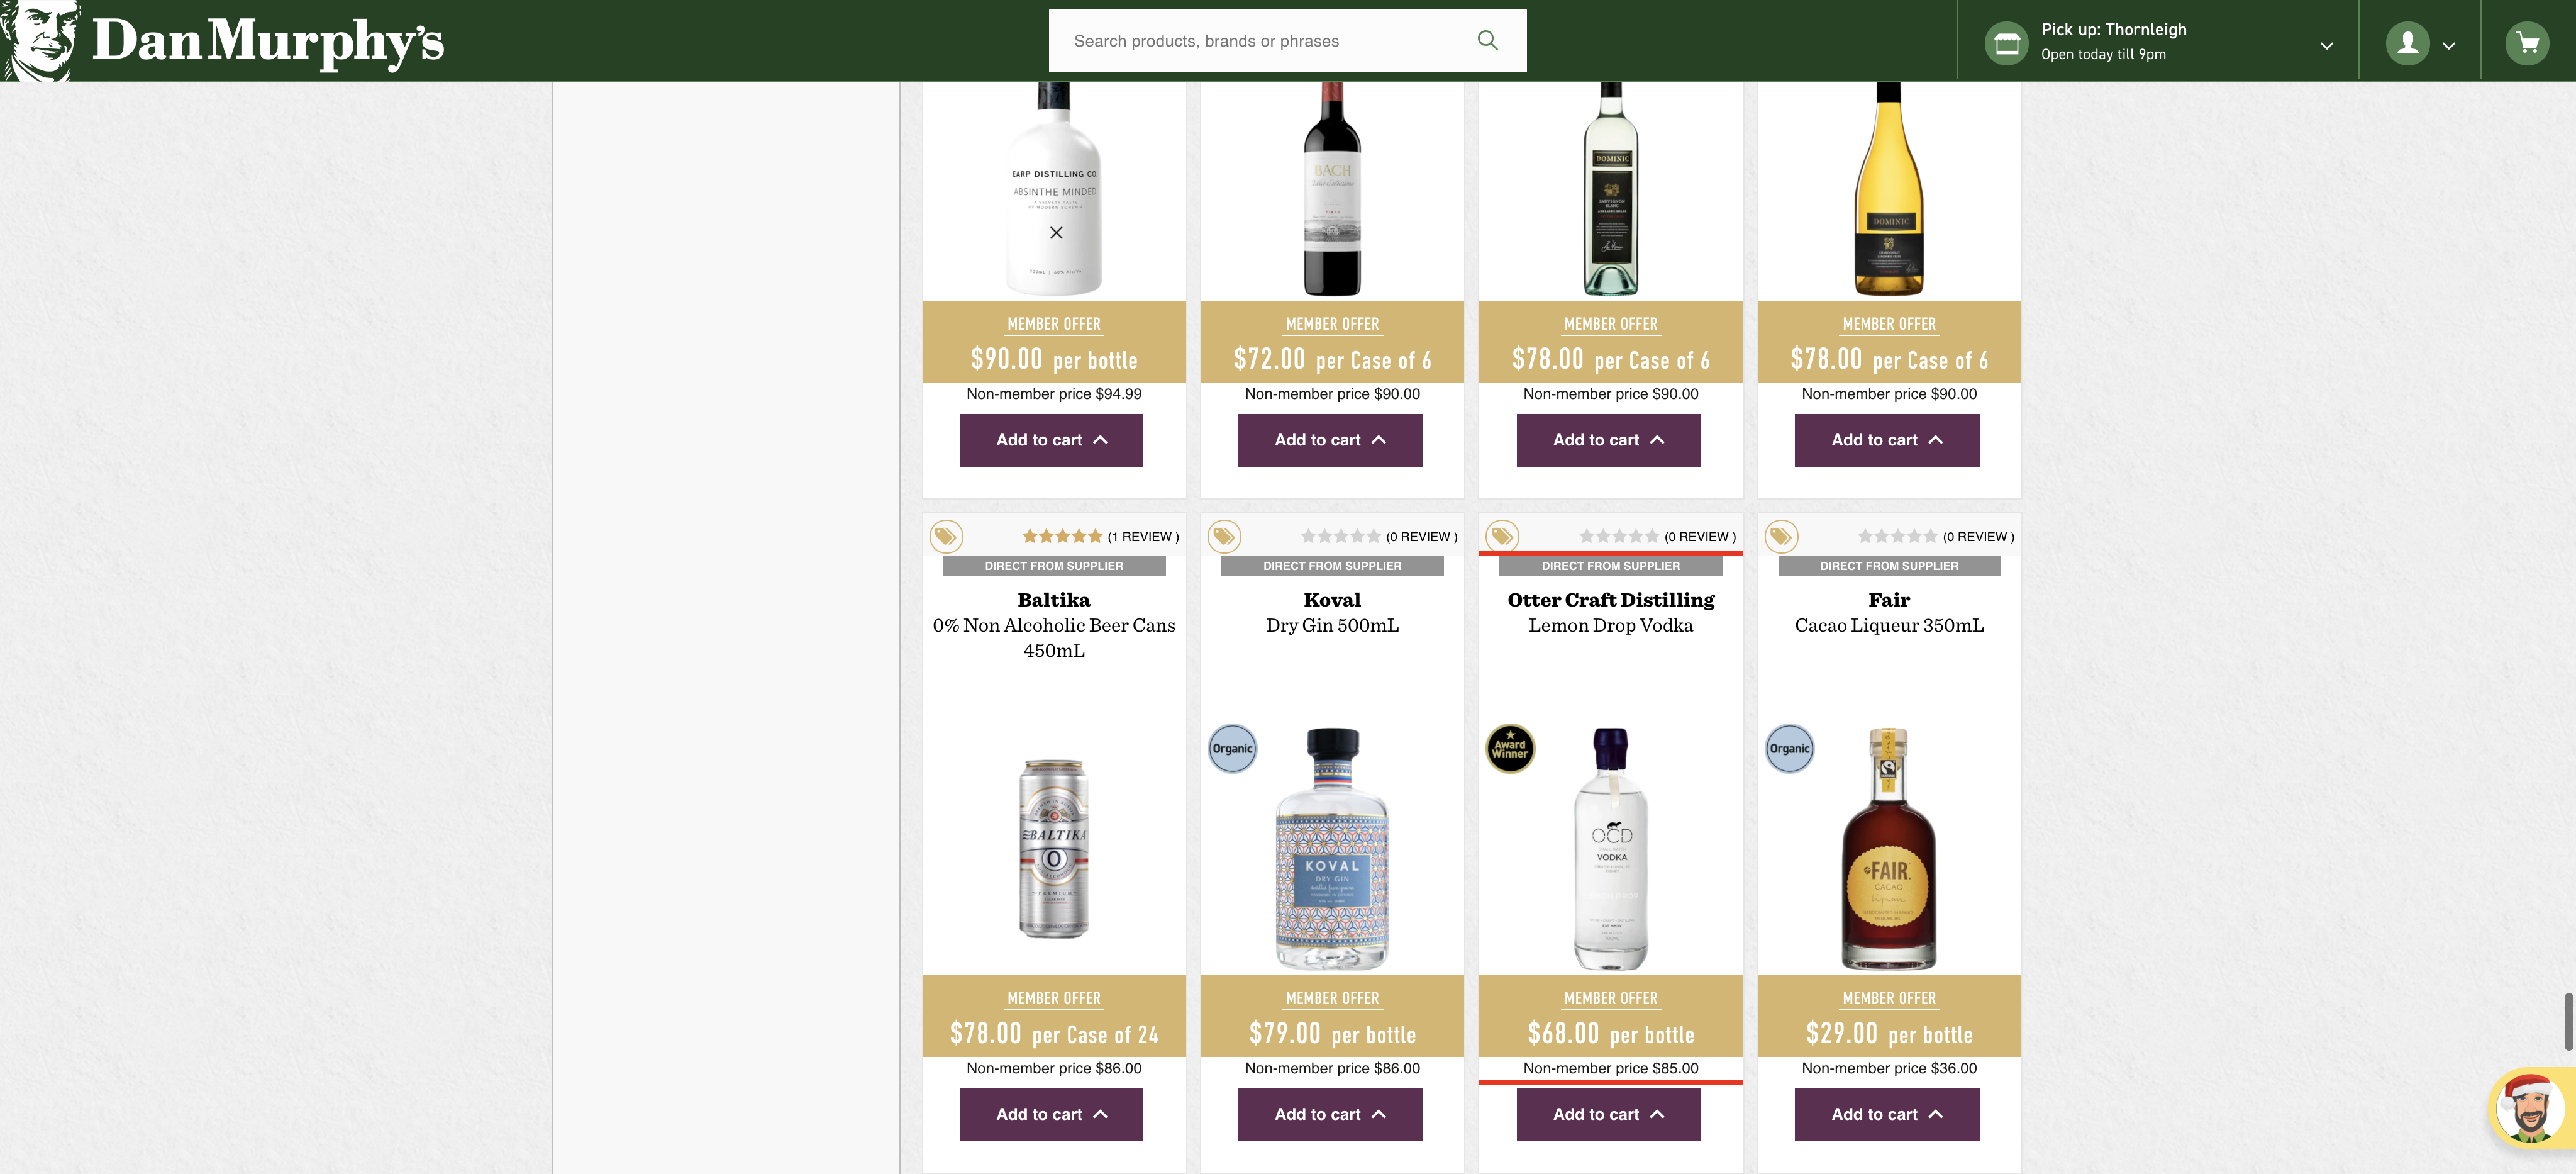 Dan Murphy's
Search products, brands or phrases
Pick up: Thornleigh
Open today till 9pm
EARP DISTILLING CO.
ABSINTHE MINDED
A VELVETY TASTE
OF MODERN BOHEMIA
BACH
DOMINIC
SAUVIGNON
BLANC
DOMINIC
MEMBER OFFER
$90.00 per bottle
Non-member price $94.99
Add to cart
MEMBER OFFER
$72.00 per Case of 6
Non-member price $90.00
Add to cart
MEMBER OFFER
$78.00 per Case of 6
Non-member price $90.00
Add to cart
MEMBER OFFER
$78.00 per Case of 6
Non-member price $90.00
Add to cart
(1 REVIEW )
DIRECT FROM SUPPLIER
Baltika
0% Non Alcoholic Beer Cans
450mL
BALTIKA
0
PREMIUM
MEMBER OFFER
$78.00 per Case of 24
Non-member price $86.00
Add to cart
(0 REVIEW )
DIRECT FROM SUPPLIER
Koval
Dry Gin 500mL
Organic
KOVAL
DRY GIN
MEMBER OFFER
$79.00 per bottle
Non-member price $86.00
Add to cart
(0 REVIEW )
DIRECT FROM SUPPLIER
Otter Craft Distilling
Lemon Drop Vodka
Award
Winner
OCD
VODKA
MEMBER OFFER
$68.00 per bottle
Non-member price $85.00
Add to cart
(0 REVIEW )
DIRECT FROM SUPPLIER
Fair
Cacao Liqueur 350mL
Organic
FAIR.
CACAO
MEMBER OFFER
$29.00 per bottle
Non-member price $36.00
Add to cart